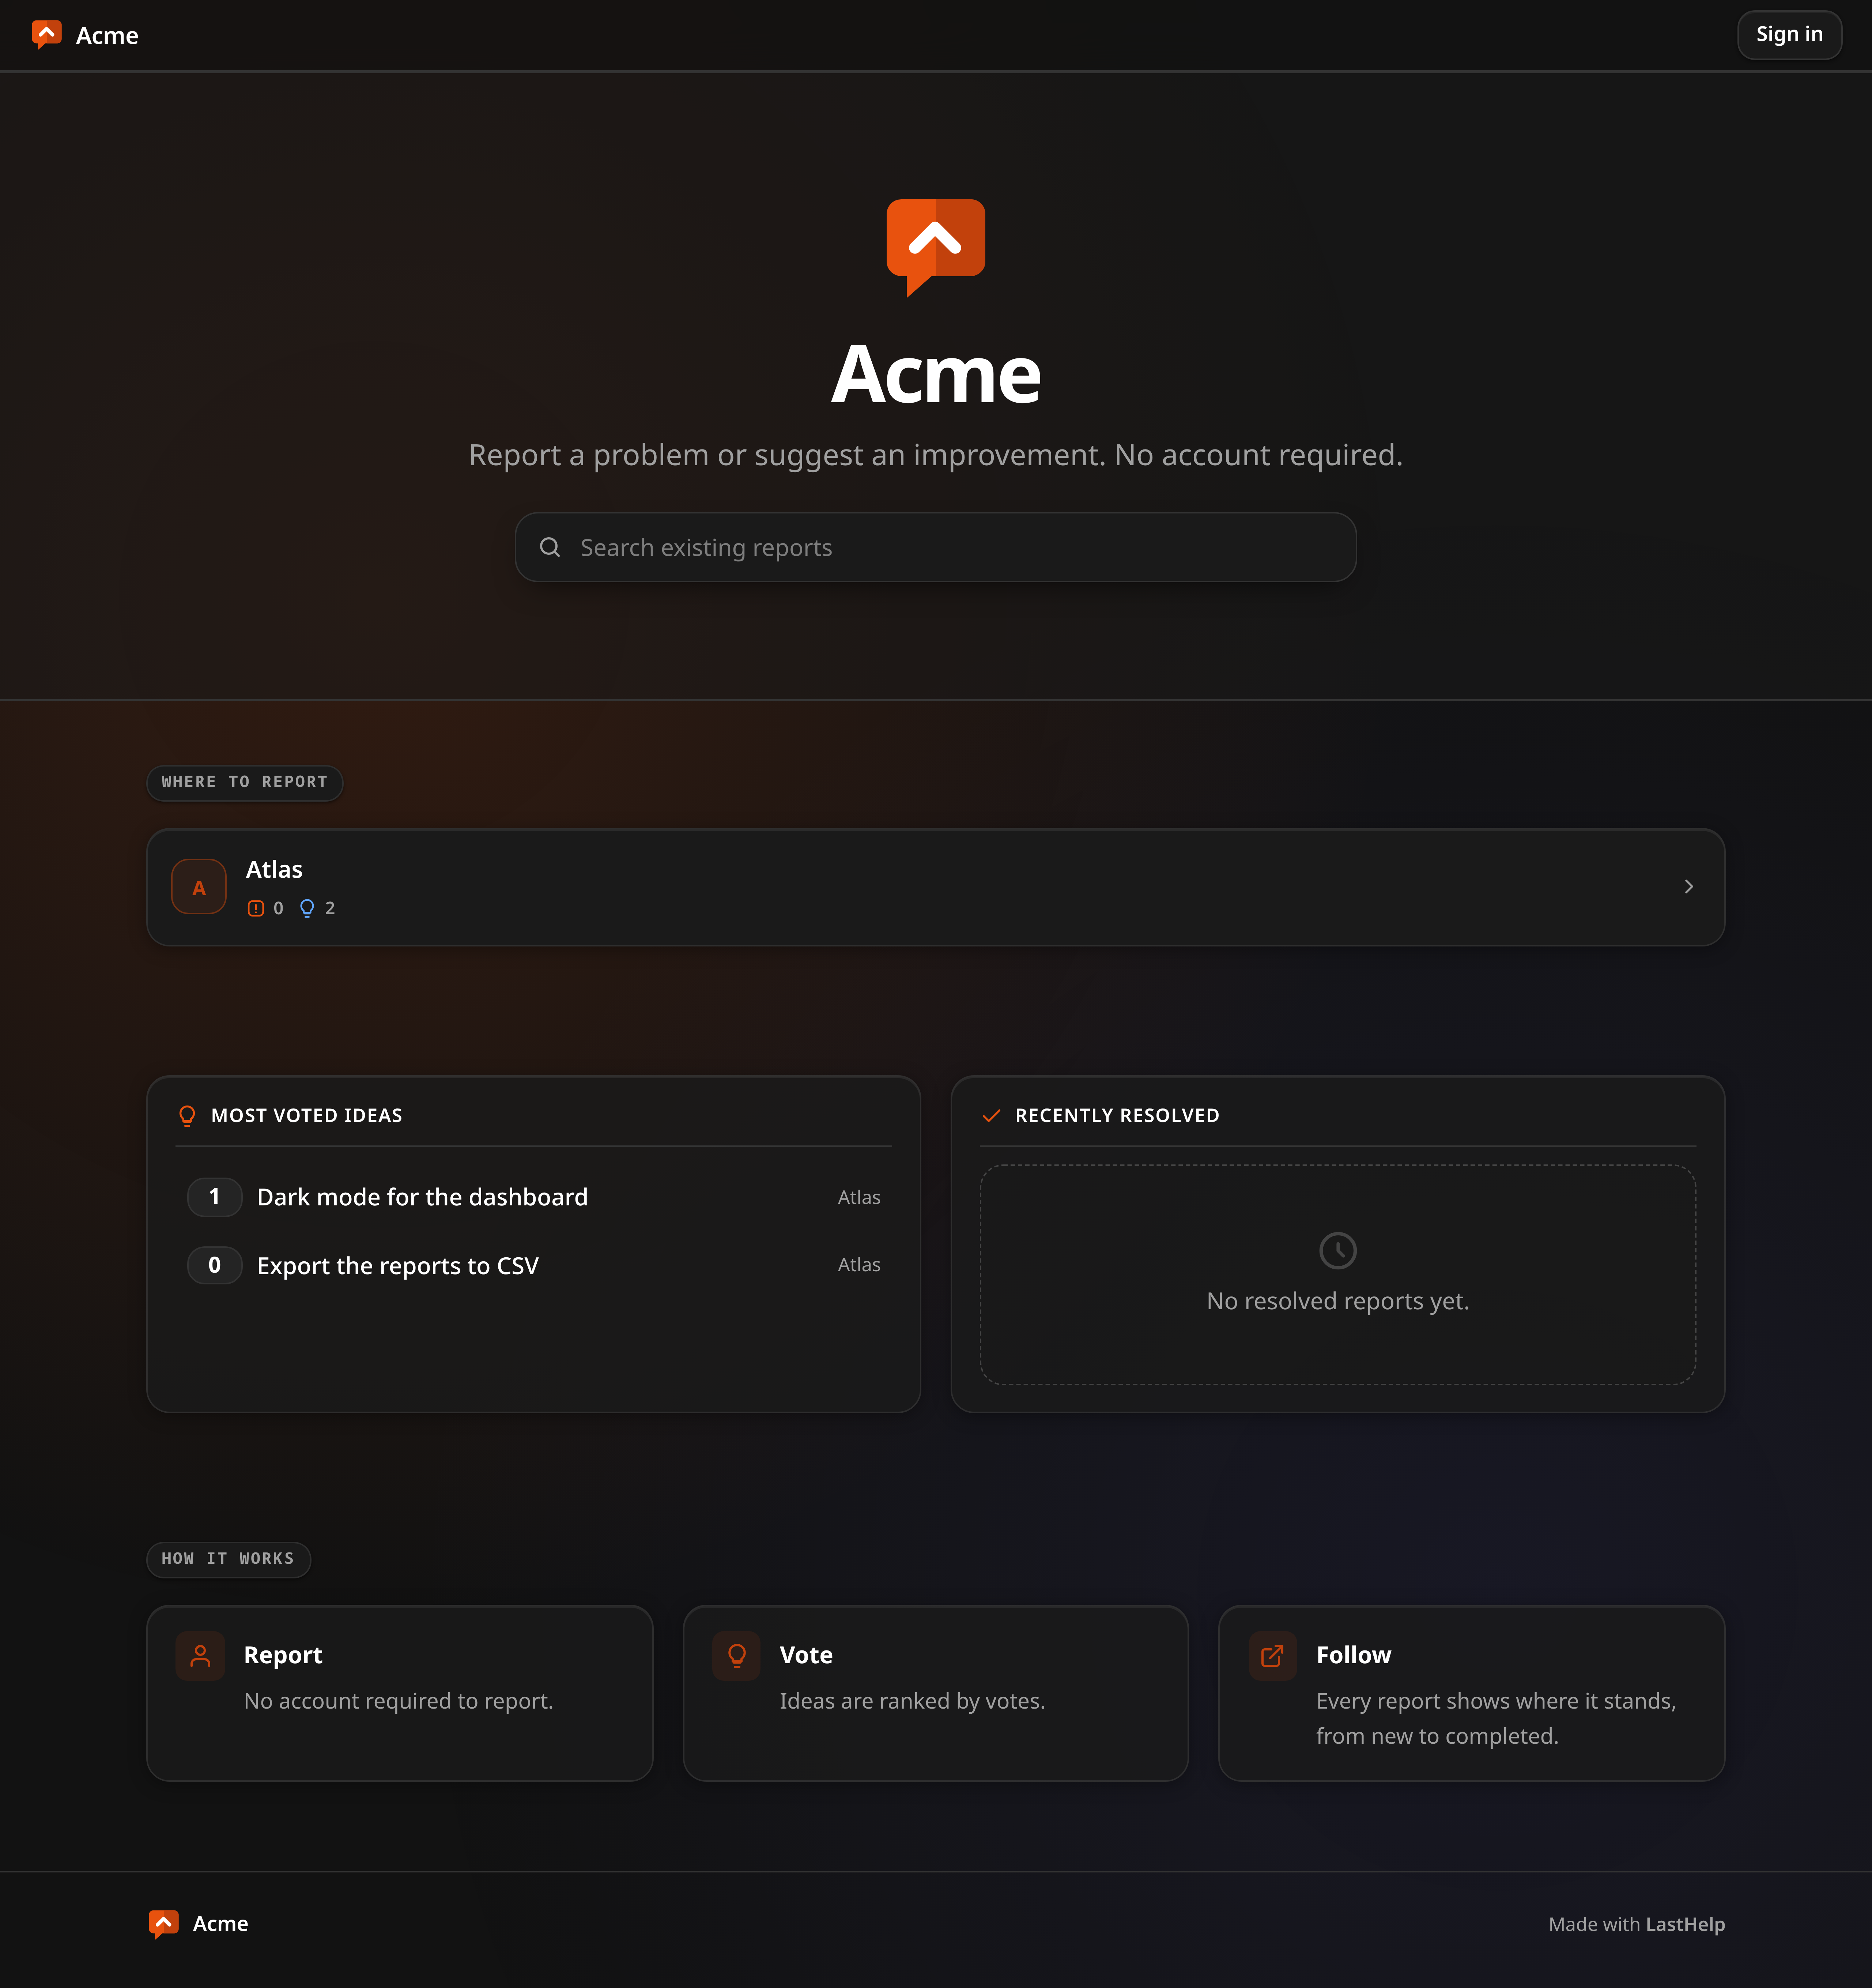 Acme
Sign in
Acme
Report a problem or suggest an improvement. No account required.
Search existing reports
WHERE TO REPORT
A
Atlas
0 2
MOST VOTED IDEAS
1 Dark mode for the dashboard Atlas
0 Export the reports to CSV Atlas
RECENTLY RESOLVED
No resolved reports yet.
HOW IT WORKS
Report
No account required to report.
Vote
Ideas are ranked by votes.
Follow
Every report shows where it stands,
from new to completed.
Acme
Made with LastHelp